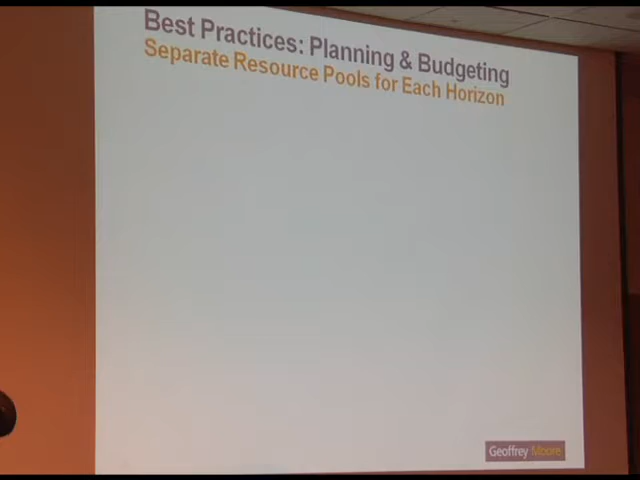 Best Practices: Planning & Budgeting
Separate Resource Pools for Each Horizon
Geoffrey Moore